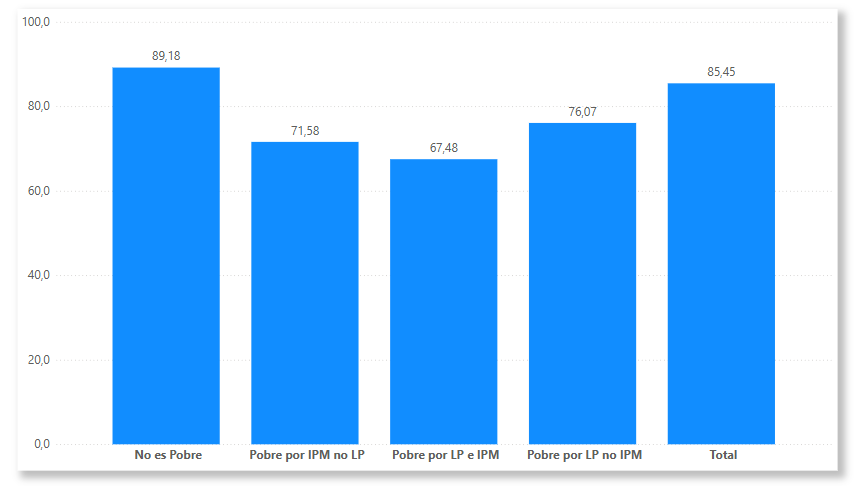 100,0
80,0
60,0
40,0
20,0
0,0
89,18
71,58
67,48
76,07
85,45
No es Pobre
Pobre por IPM no LP
Pobre por LP e IPM
Pobre por LP no IPM
Total